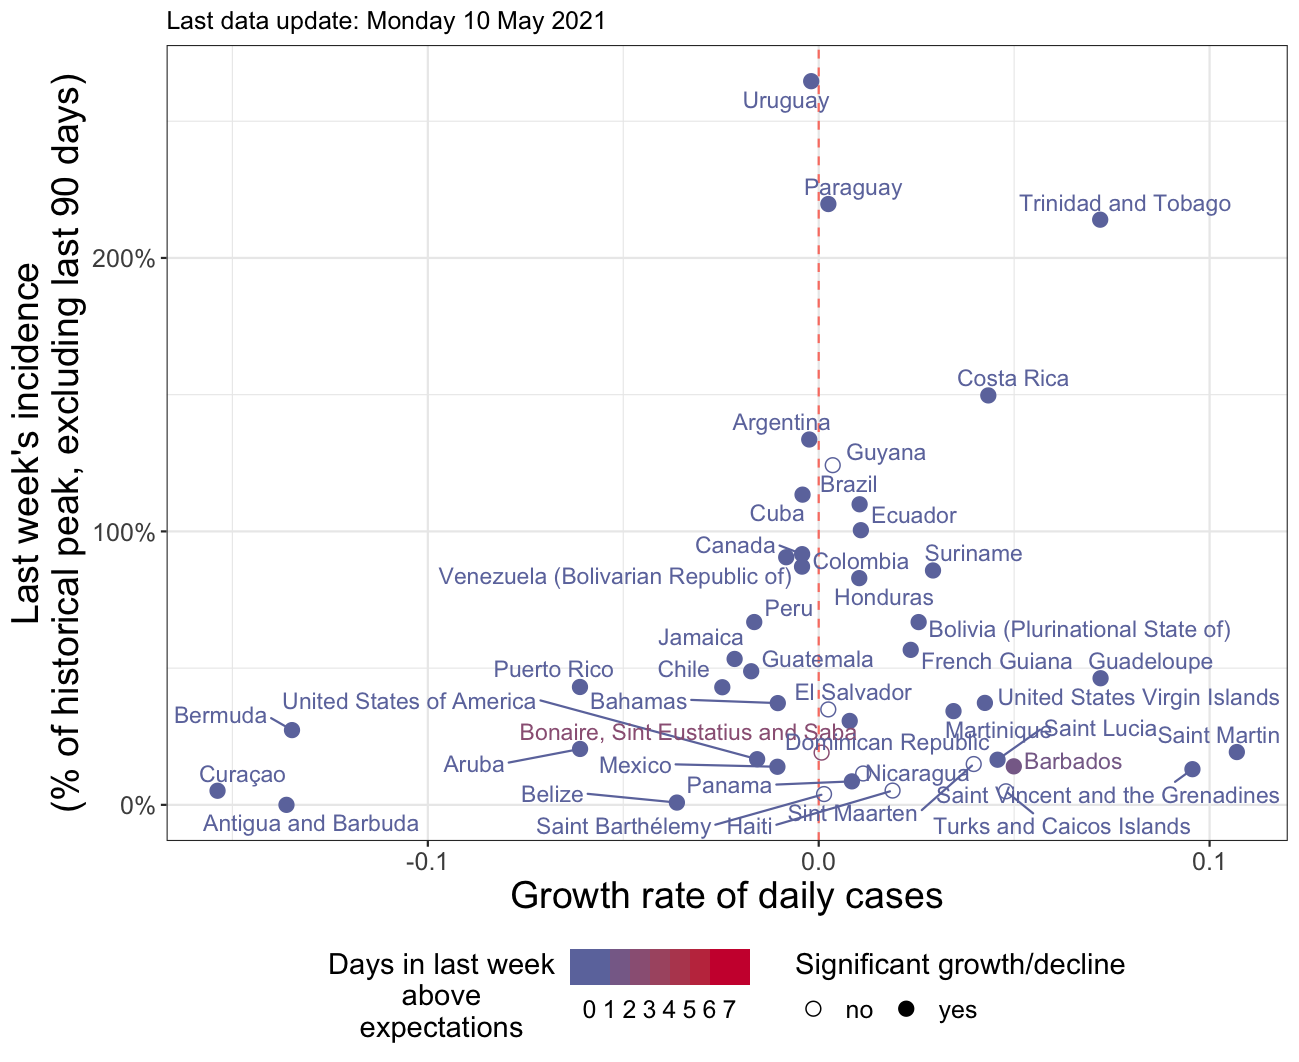 Last data update: Monday 10 May 2021
Last week's incidence
(% of historical peak, excluding last 90 days)
Uruguay
Paraguay
Trinidad and Tobago
200%
Costa Rica
Argentina
Guyana
Brazil
Cuba
Ecuador
100%
Canada
Suriname
Colombia
Venezuela (Bolivarian Republic of)
Honduras
Peru
Bolivia (Plurinational State of)
Jamaica
Guatemala
French Guiana
Guadeloupe
Puerto Rico
Chile
El Salvador
United States Virgin Islands
United States of America
Bahamas
Bermuda
Bonaire, Sint Eustatius and Saba
Martinique
Saint Lucia
Saint Martin
Dominican Republic
Aruba
Mexico
Barbados
Curaçao
Nicaragua
Panama
Belize
Saint Vincent and the Grenadines
0%
Sint Maarten
Antigua and Barbuda
Saint Barthélemy
Haiti
Turks and Caicos Islands
-0.1
0.0
0.1
Growth rate of daily cases
Days in last week
above
expectations
0 1 2 3 4 5 6 7
Significant growth/decline
no
yes